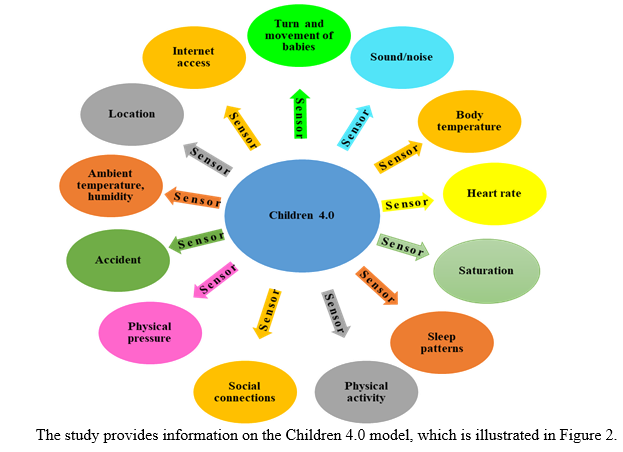 Turn and
movement of
babies
Sound/noise
Body
temperature
Heart rate
Saturation
Sleep
patterns
Physical
activity
Social
connections
Physical
pressure
Accident
Ambient
temperature,
humidity
Location
Internet
access
Sensor
Sensor
Sensor
Sensor
Sensor
Sensor
Sensor
Sensor
Sensor
Sensor
Sensor
Sensor
Sensor
Children 4.0
The study provides information on the Children 4.0 model, which is illustrated in Figure 2.